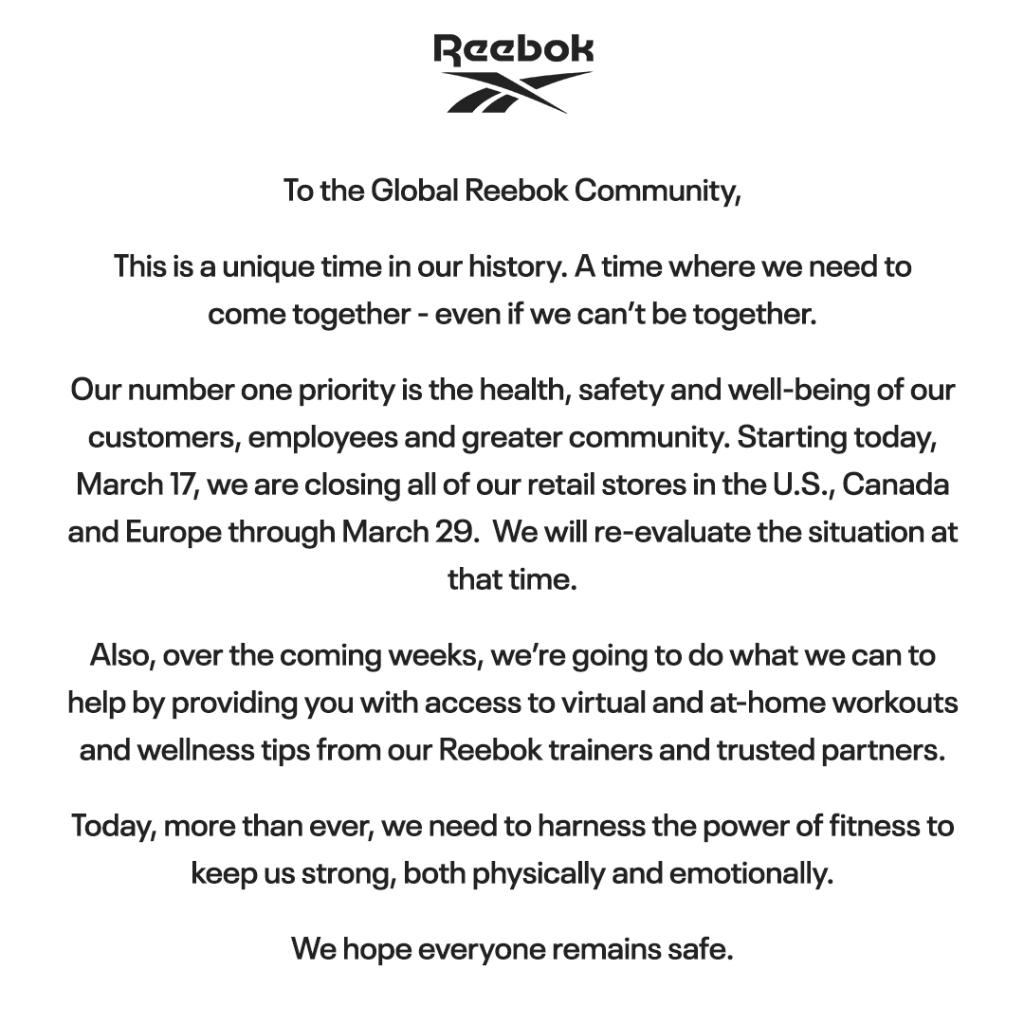 Reebok
To the Global Reebok Community,
This is a unique time in our history. A time where we need to
come together - even if we can't be together.
Our number one priority is the health, safety and well-being of our
customers, employees and greater community. Starting today,
March 17, we are closing all of our retail stores in the U.S., Canada
and Europe through March 29.  We will re-evaluate the situation at
that time.
Also, over the coming weeks, we're going to do what we can to
help by providing you with access to virtual and at-home workouts
and wellness tips from our Reebok trainers and trusted partners.
Today, more than ever, we need to harness the power of fitness to
keep us strong, both physically and emotionally.
We hope everyone remains safe.